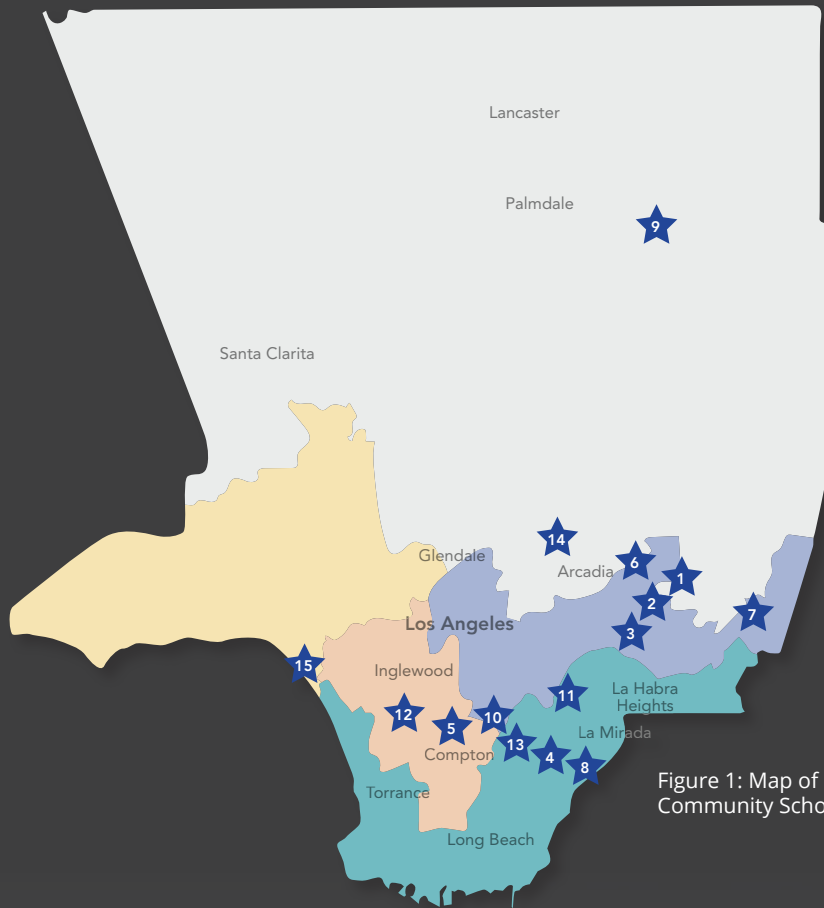 Lancaster
Palmdale
9
Santa Clarita
14
Glendale
Arcadia
6
1
2
7
Los Angeles
3
15
Inglewood
11
La Habra
Heights
12
10
5
13
La Mirada
Compton
4
8
Torrance
Figure 1: Map of
Community Scho
Long Beach